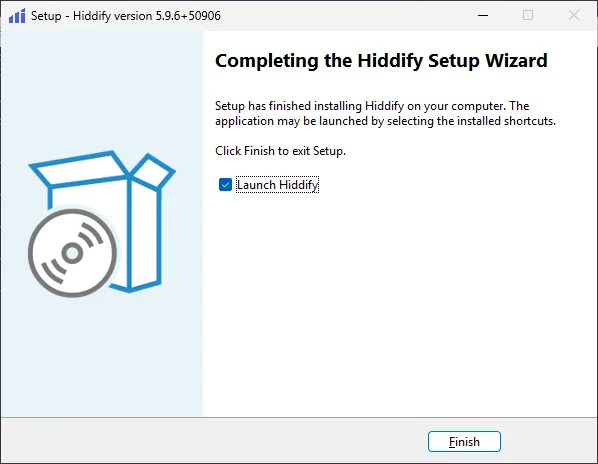 Setup - Hiddify version 5.9.6+50906
Completing the Hiddify Setup Wizard
Setup has finished installing Hiddify on your computer. The
application may be launched by selecting the installed shortcuts.
Click Finish to exit Setup.
Launch Hiddify
Finish